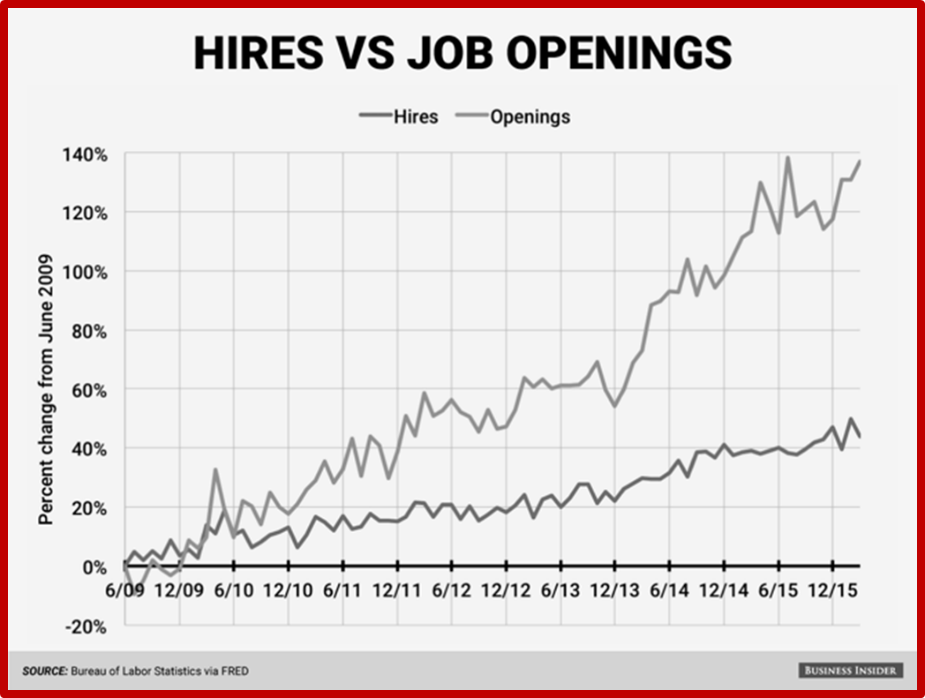 HIRES VS JOB OPENINGS
Hires Openings
Percent change from June 2009
140%
120%
100%
80%
60%
40%
20%
0%
-20%
6/09 12/09 6/10 12/10 6/11 12/11 6/12 12/12 6/13 12/13 6/14 12/14 6/15 12/15
SOURCE: Bureau of Labor Statistics via FRED
BUSINESS INSIDER